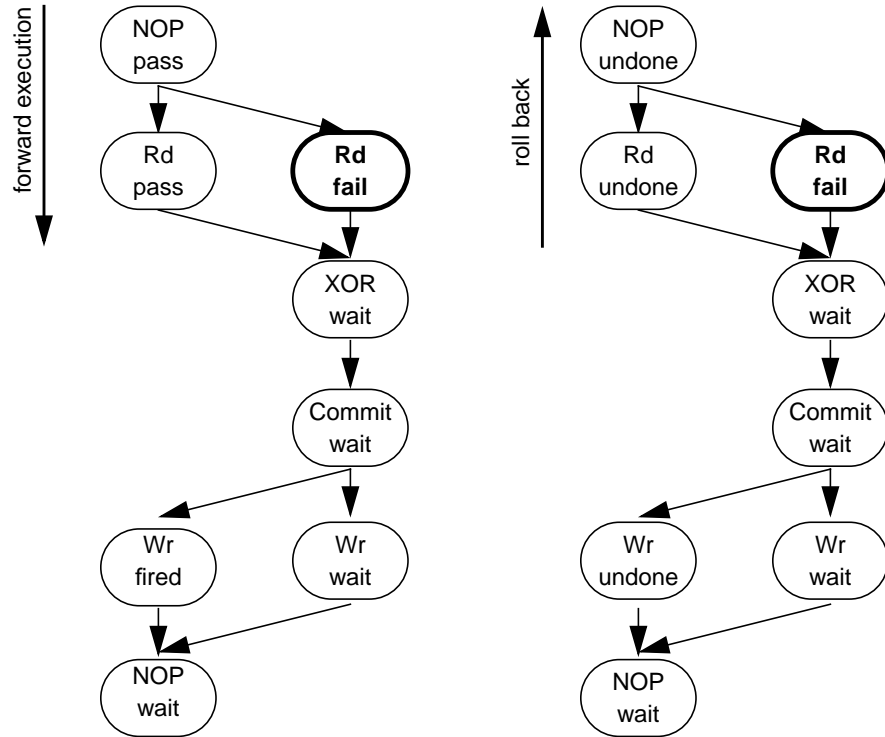 forward execution
NOP
pass
Rd
pass
Rd
fail
XOR
wait
Commit
wait
Wr
fired
Wr
wait
NOP
wait
roll back
NOP
undone
Rd
undone
Rd
fail
XOR
wait
Commit
wait
Wr
undone
Wr
wait
NOP
wait